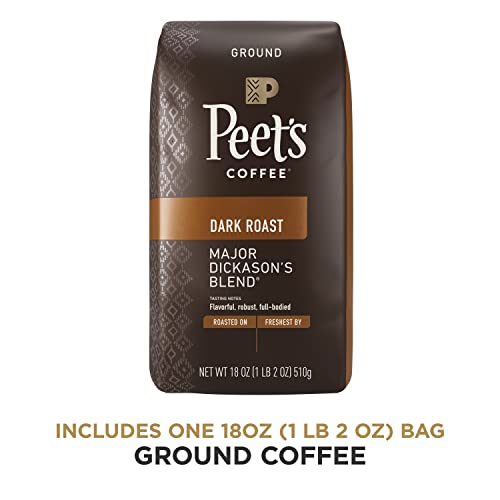 GROUND
P
Peet's
COFFEE®
DARK ROAST
MAJOR
DICKASON'S
BLEND®
TASTING NOTES
Flavorful, robust, full-bodied
ROASTED ON FRESHEST BY
NET WT 18 OZ (1 LB 2 OZ) 510g
INCLUDES ONE 18OZ (1 LB 2 OZ) BAG
GROUND COFFEE